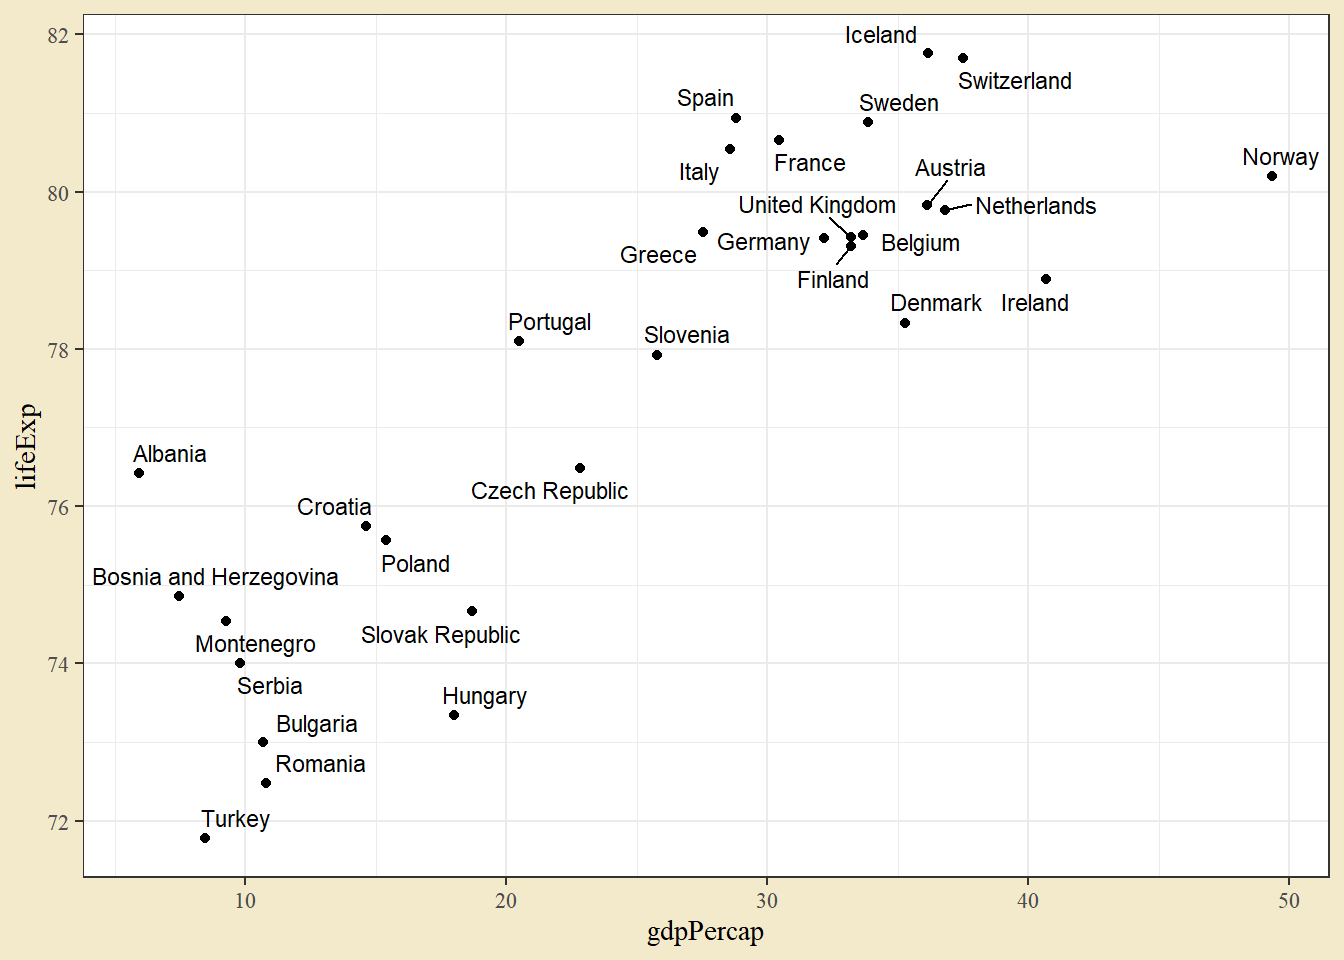 82
Iceland
Switzerland
Spain
Sweden
Norway
Italy
France
Austria
80
United Kingdom
Netherlands
Greece
Germany
Belgium
Finland
Denmark
Ireland
Portugal
Slovenia
78
Albania
Czech Republic
76
Croatia
Poland
Bosnia and Herzegovina
Slovak Republic
Montenegro
74
Serbia
Hungary
Bulgaria
Romania
Turkey
72
lifeExp
10
20
30
40
50
gdpPercap